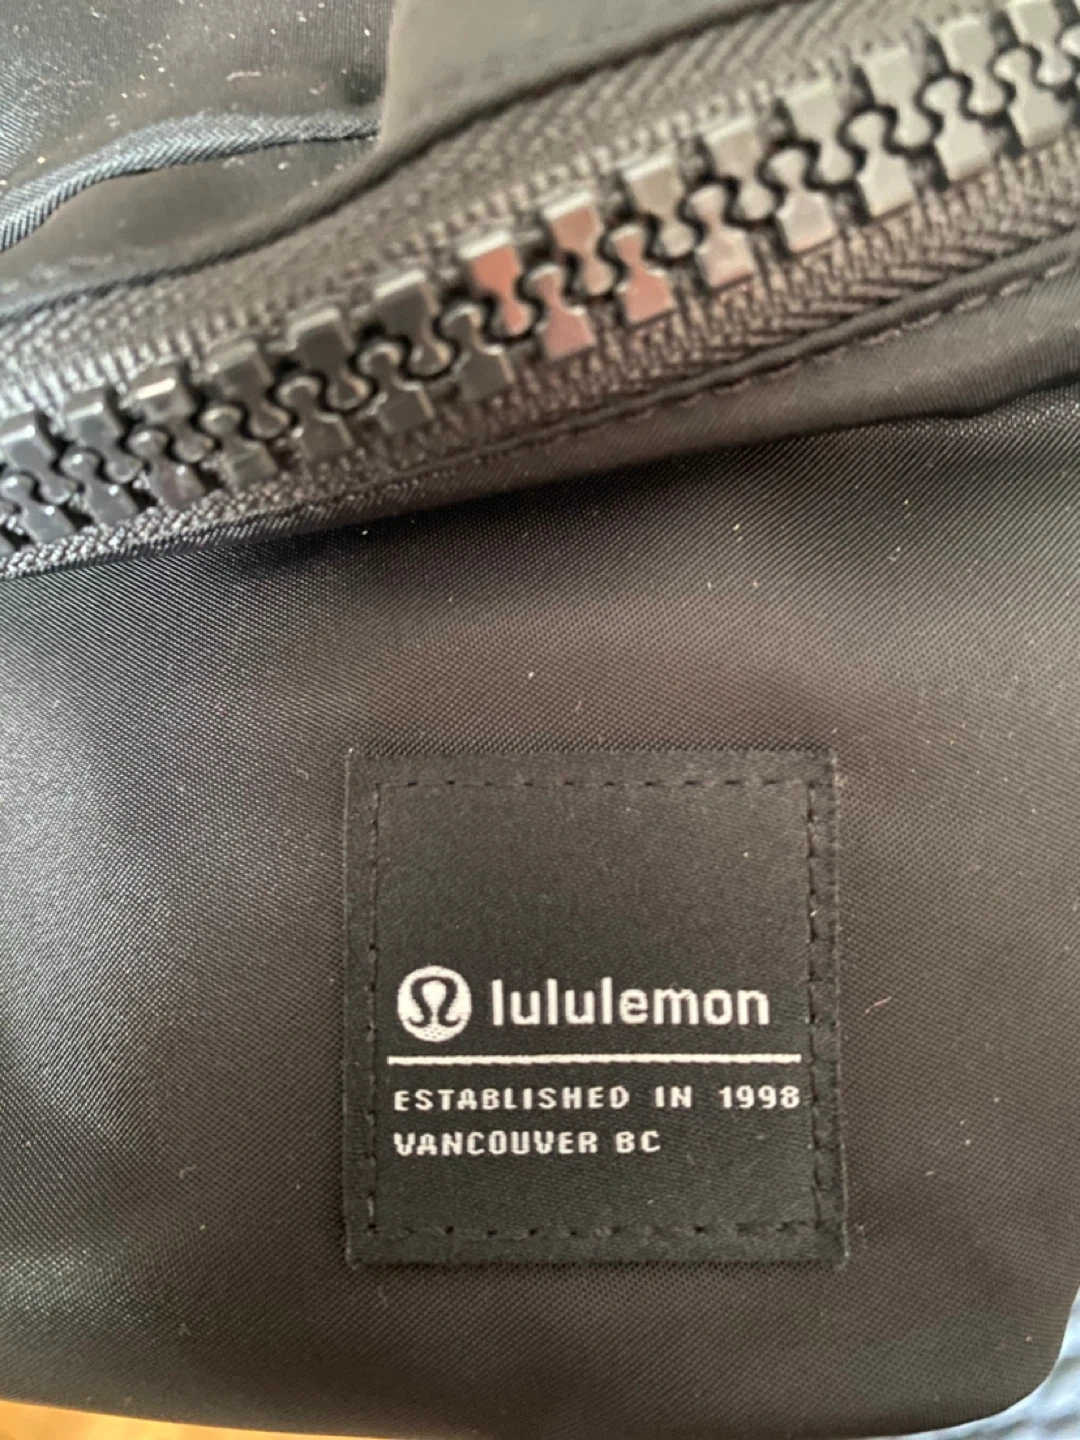 lululemon
ESTABLISHED IN 1998
VANCOUVER BC